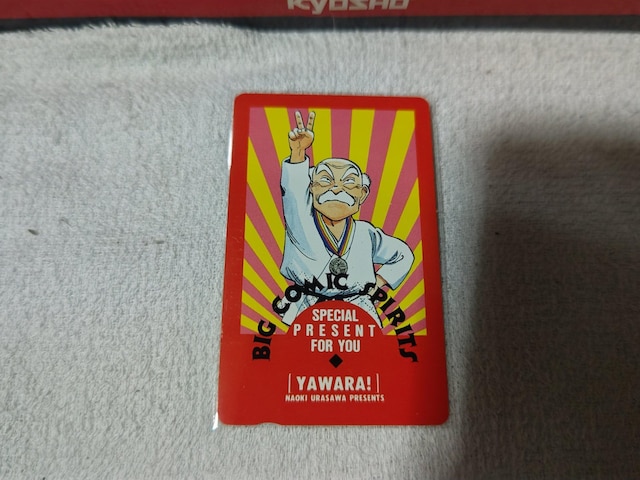 KYOSHO
BIG COMIC SPIRITS
SPECIAL
PRESENT
FOR YOU
YAWARA!
NAOKI URASAWA PRESENTS